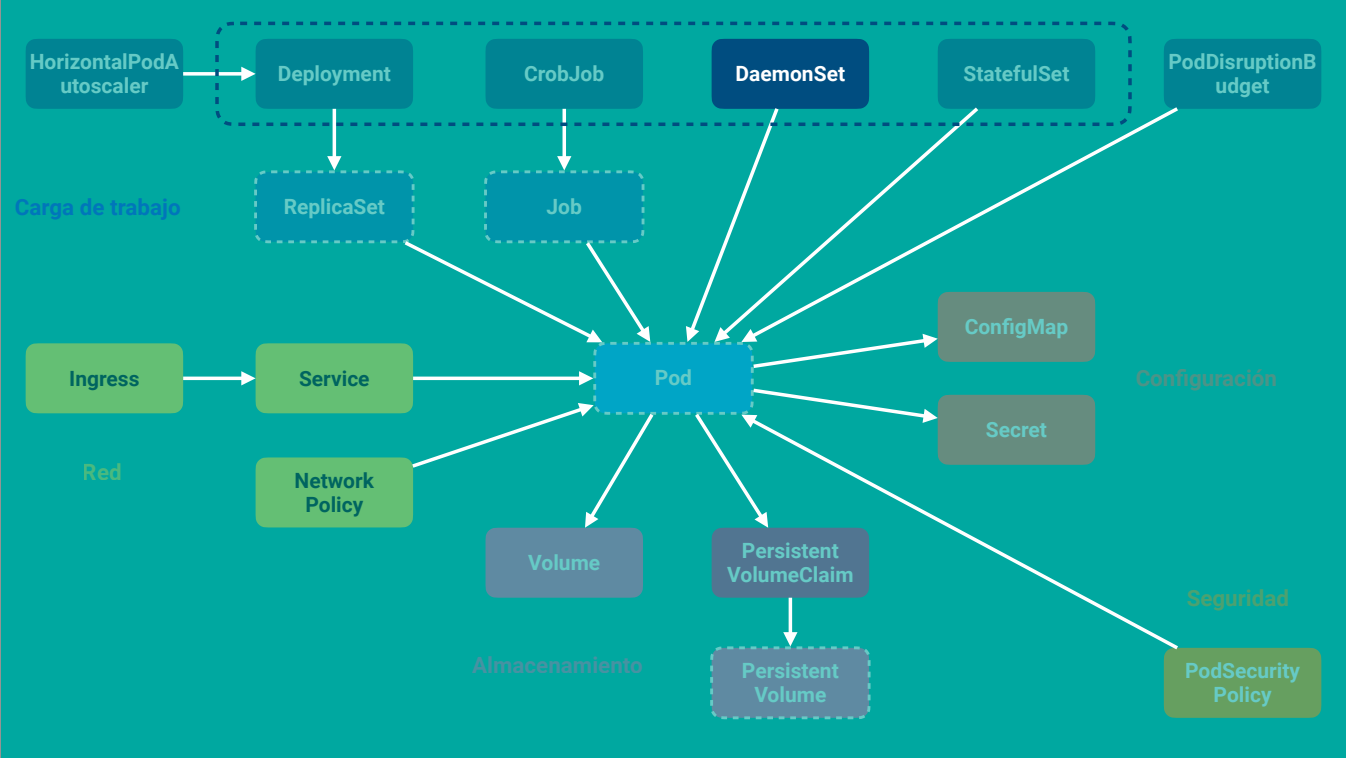 HorizontalPodA
utoscaler
Deployment
CrobJob
DaemonSet
StatefulSet
PodDisruptionB
udget
Carga de trabajo
ReplicaSet
Job
ConfigMap
Ingress
Service
Pod
Configuración
Secret
Red
Network
Policy
Volume
Persistent
VolumeClaim
Seguridad
Almacenamiento
Persistent
Volume
PodSecurity
Policy